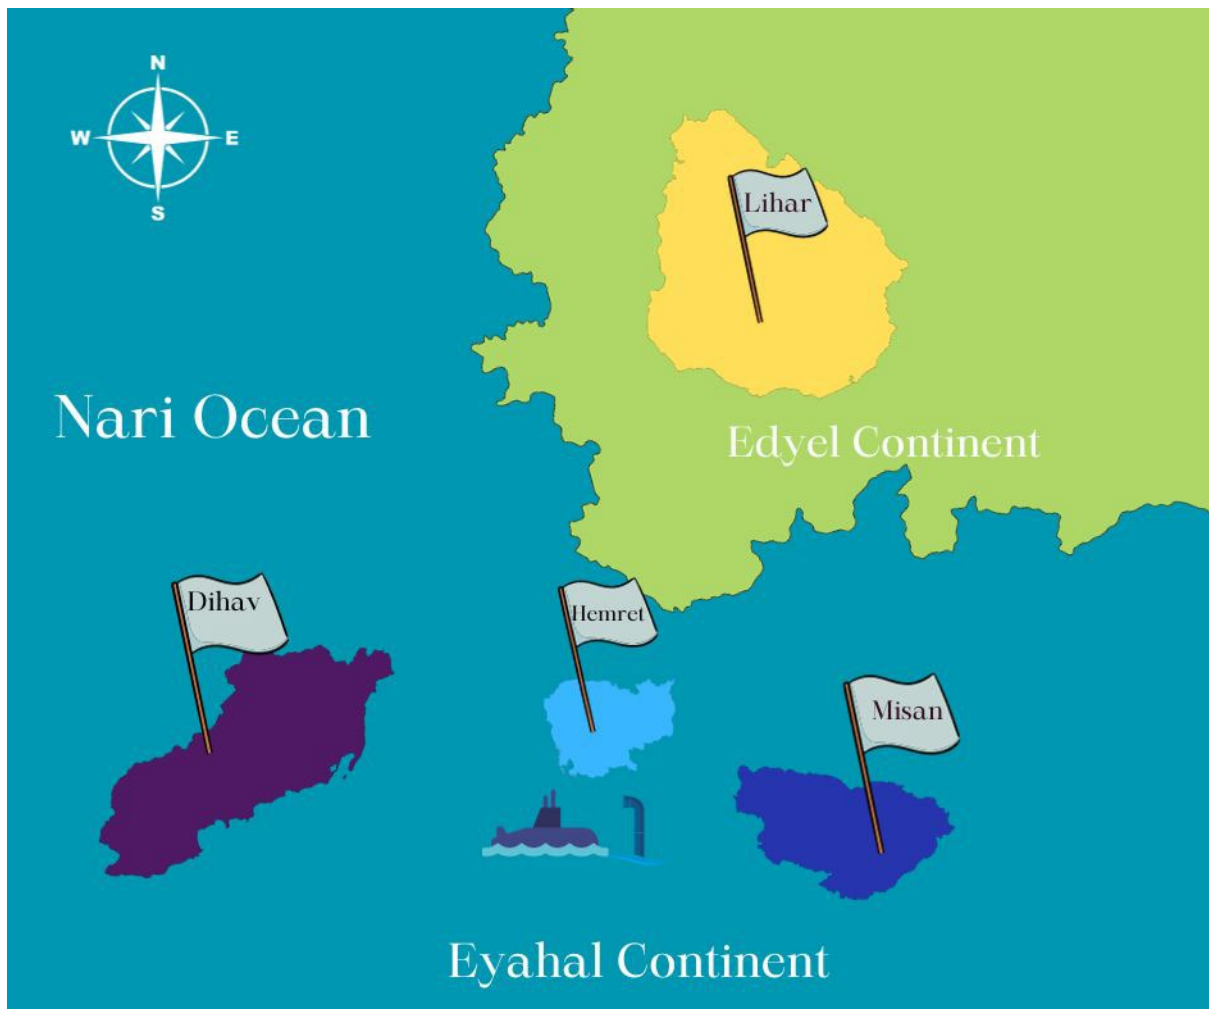 N
W E
S
Lihar
Nari Ocean
Edyel Continent
Dihav
Hemret
Misan
Eyahal Continent